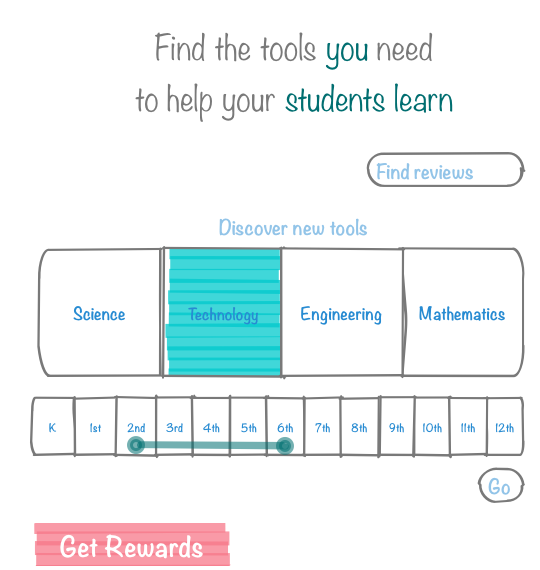 Find the tools you need
to help your students learn
Find reviews
Discover new tools
Science Technology Engineering Mathematics
K 1st 2nd 3rd 4th 5th 6th 7th 8th 9th 10th 11th 12th
Go
Get Rewards